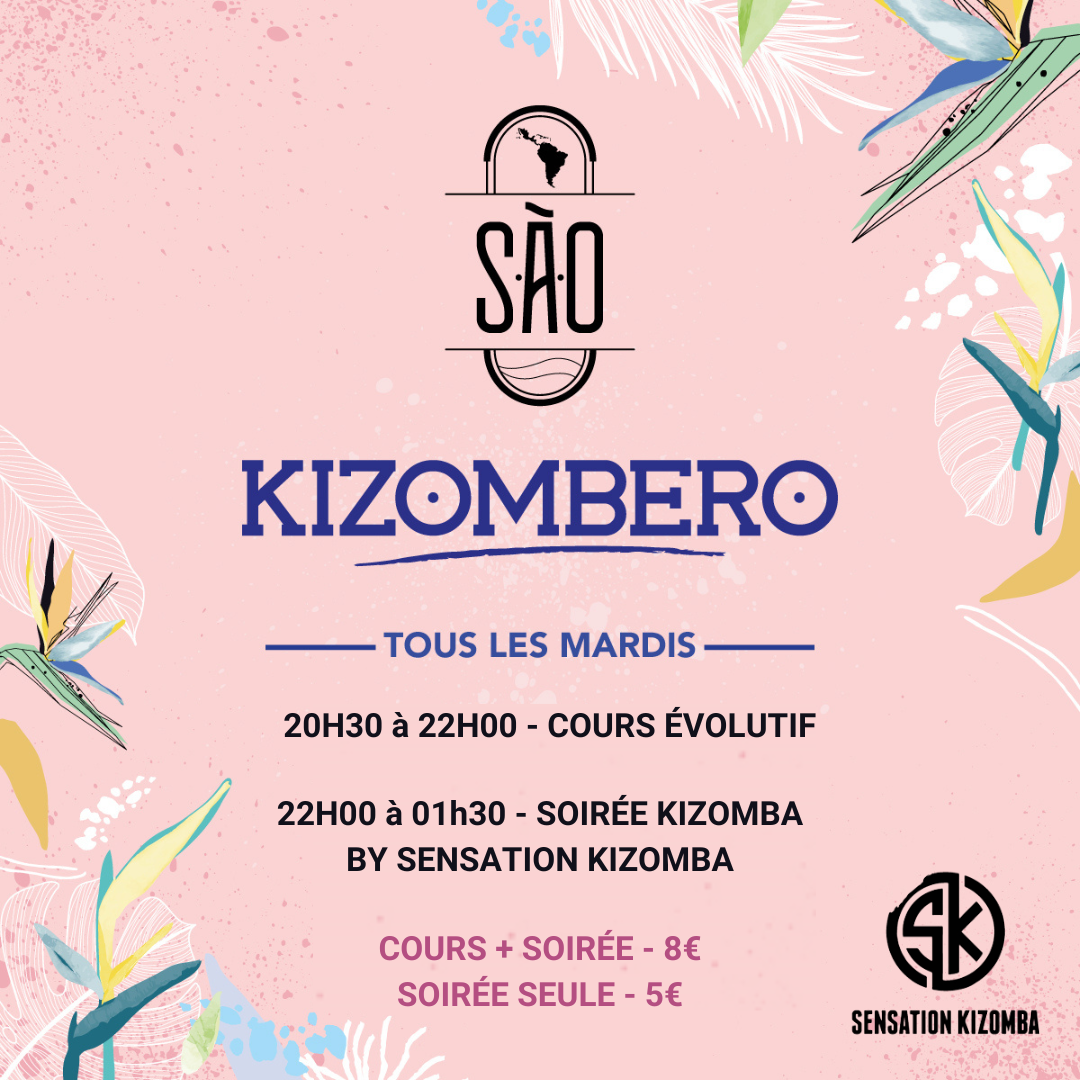 SÀO
KIZOMBERO
TOUS LES MARDIS
20H30 à 22H00 - COURS ÉVOLUTIF
22H00 à 01h30 - SOIRÉE KIZOMBA
BY SENSATION KIZOMBA
COURS + SOIRÉE - 8€
SOIRÉE SEULE - 5€
SK
SENSATION KIZOMBA